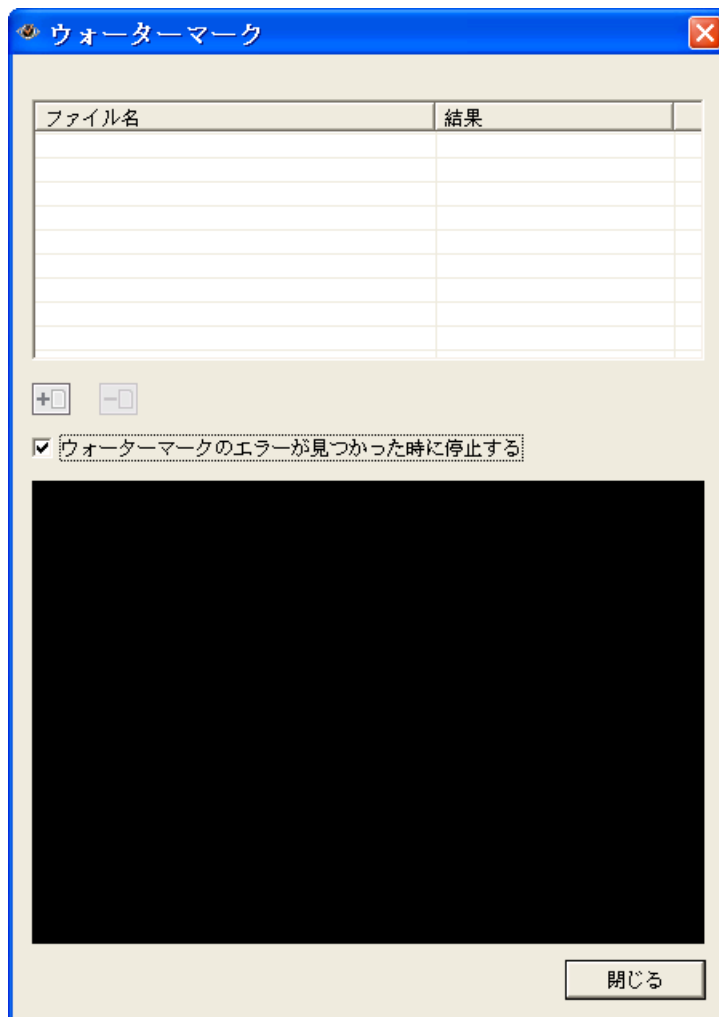 ウォーターマーク
ファイル名 結果
ウォーターマークのエラーが見つかった時に停止する
閉じる